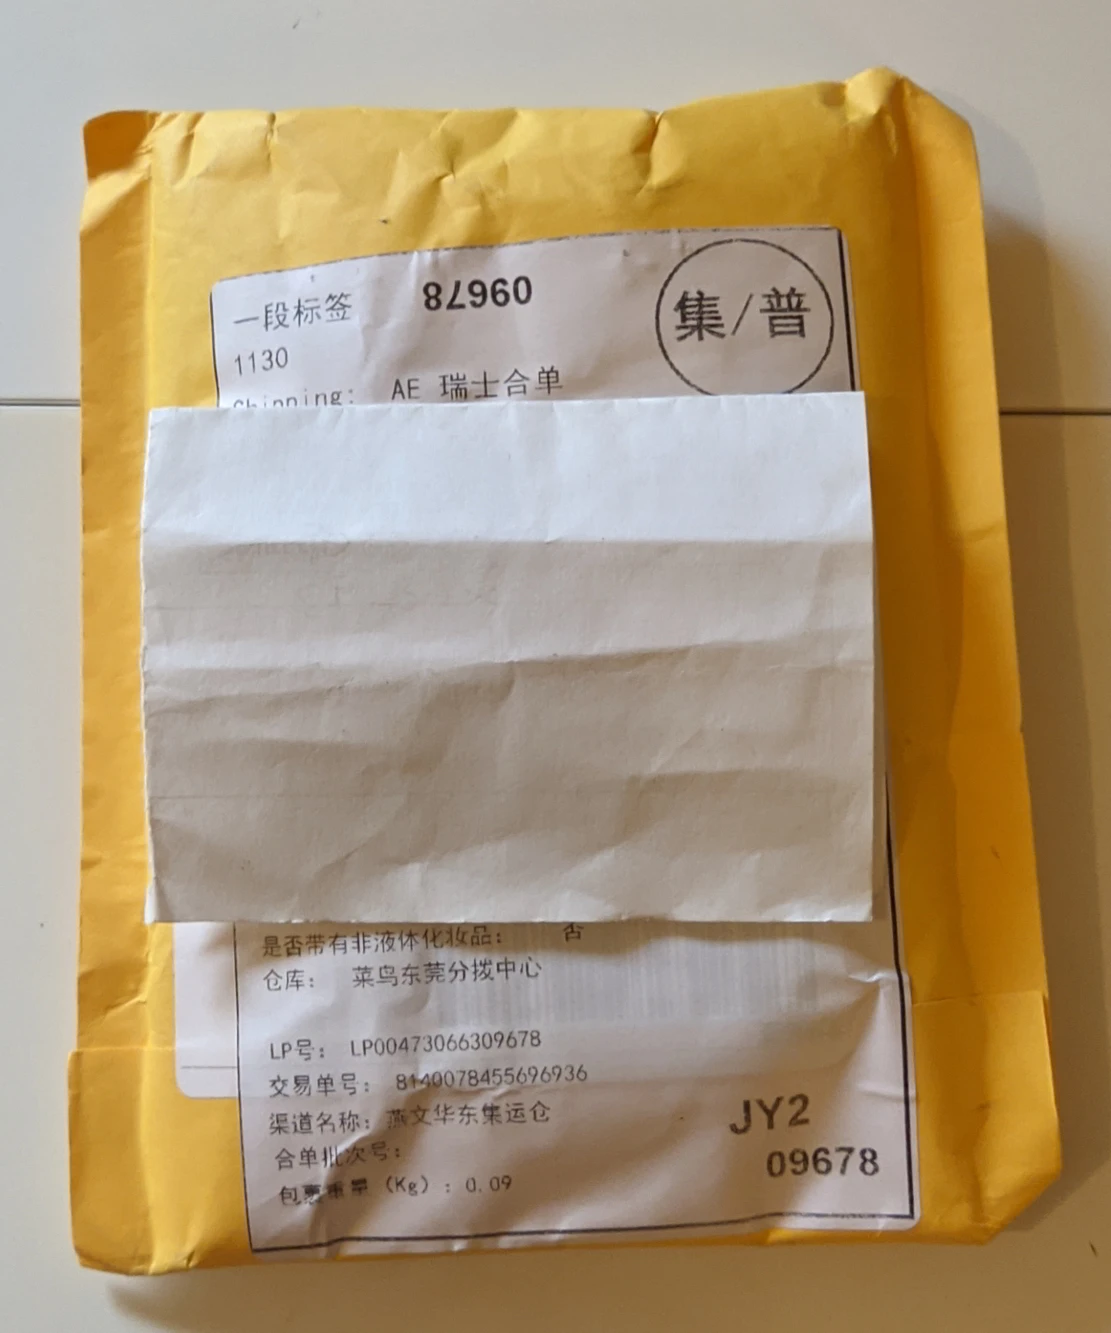 一段标签
09678
集/普
1130
Shipping: AE 瑞士合单
是否带有非液体化妆品: 否
仓库: 菜鸟东莞分拨中心
LP号: LP00473066309678
交易单号: 8140078455696936
渠道名称: 燕文华东集运仓
合单批次号:
包裹重量 (Kg) : 0.09
JY2
09678